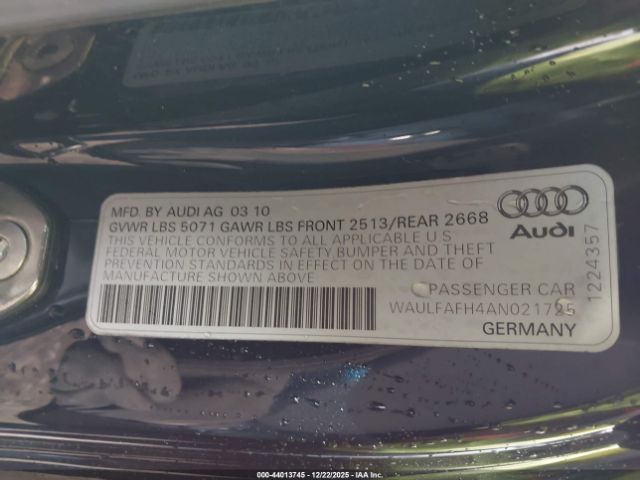 MFD. BY AUDI AG 03 10
GVWR LBS 5071 GAWR LBS FRONT 2513/REAR 2668
THIS VEHICLE CONFORMS TO ALL APPLICABLE U S
FEDERAL MOTOR VEHICLE SAFETY BUMPER AND THEFT
PREVENTION STANDARDS IN EFFECT ON THE DATE OF
MANUFACTURE SHOWN ABOVE
Audi
1224357
PASSENGER CAR
WAULFAFH4AN021725
GERMANY
000-44013745 - 12/22/2025 - IAAI.COM